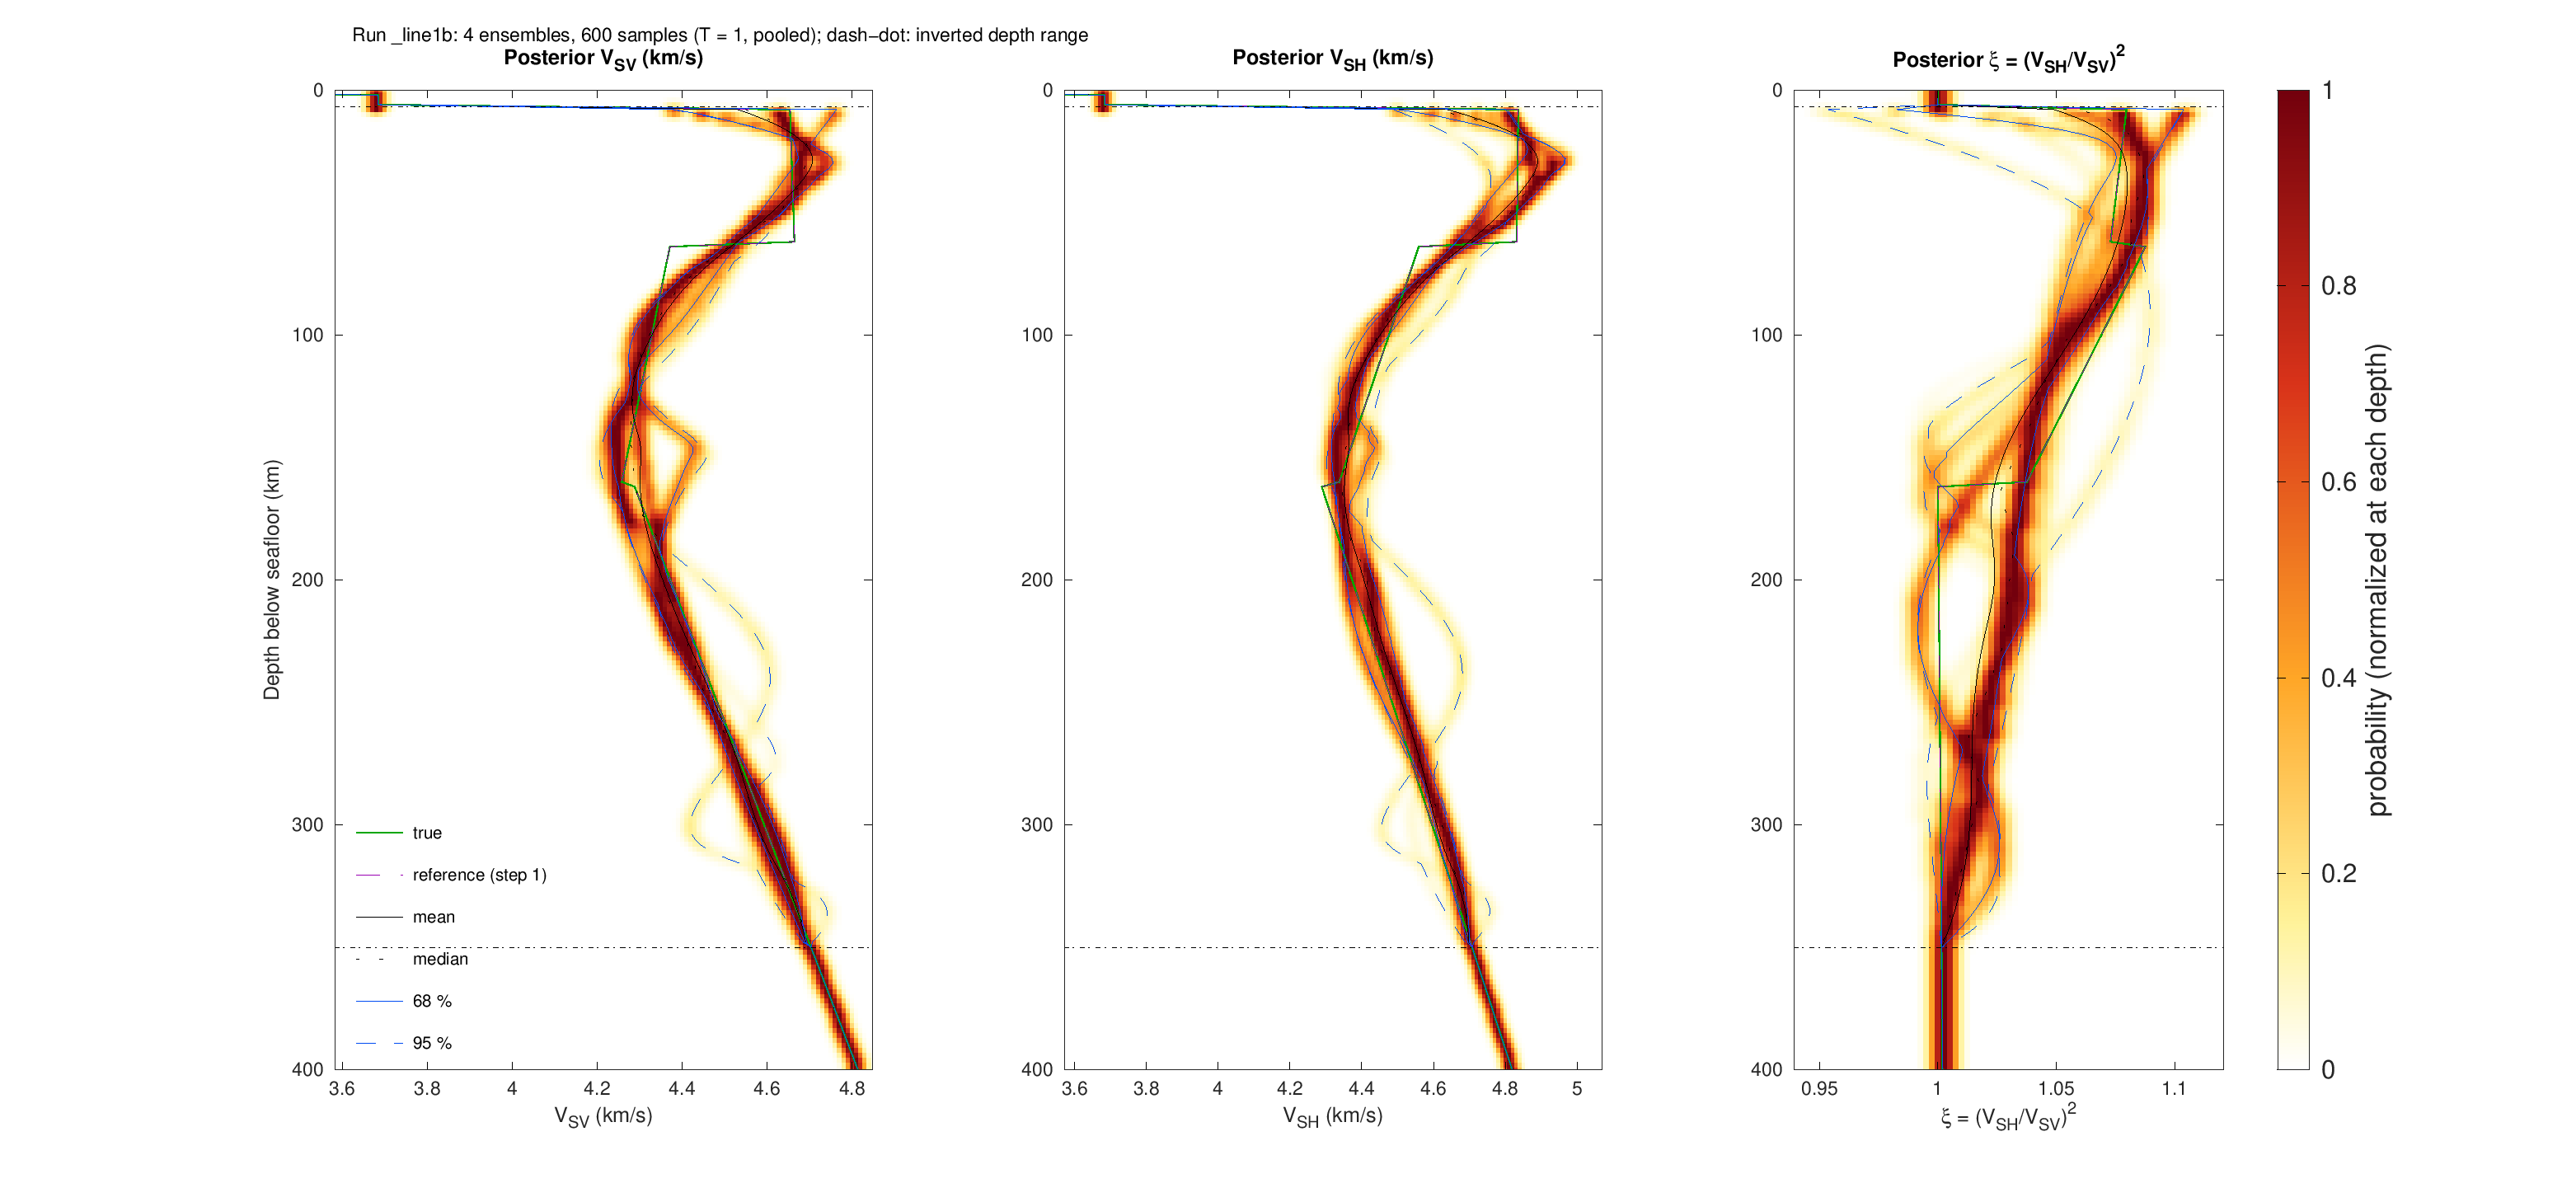 Run _line1b: 4 ensembles, 600 samples (T = 1, pooled); dash-dot: inverted depth range
Posterior V_SV (km/s)
Posterior V_SH (km/s)
Posterior ξ = (V_SH/V_SV)^2
0
100
200
300
400
Depth below seafloor (km)
true
reference (step 1)
mean
median
68 %
95 %
3.6 3.8 4 4.2 4.4 4.6 4.8
V_SV (km/s)
0
100
200
300
400
3.6 3.8 4 4.2 4.4 4.6 4.8 5
V_SH (km/s)
0
100
200
300
400
0.95 1 1.05 1.1
ξ = (V_SH/V_SV)^2
1
0.8
0.6
0.4
0.2
0
probability (normalized at each depth)